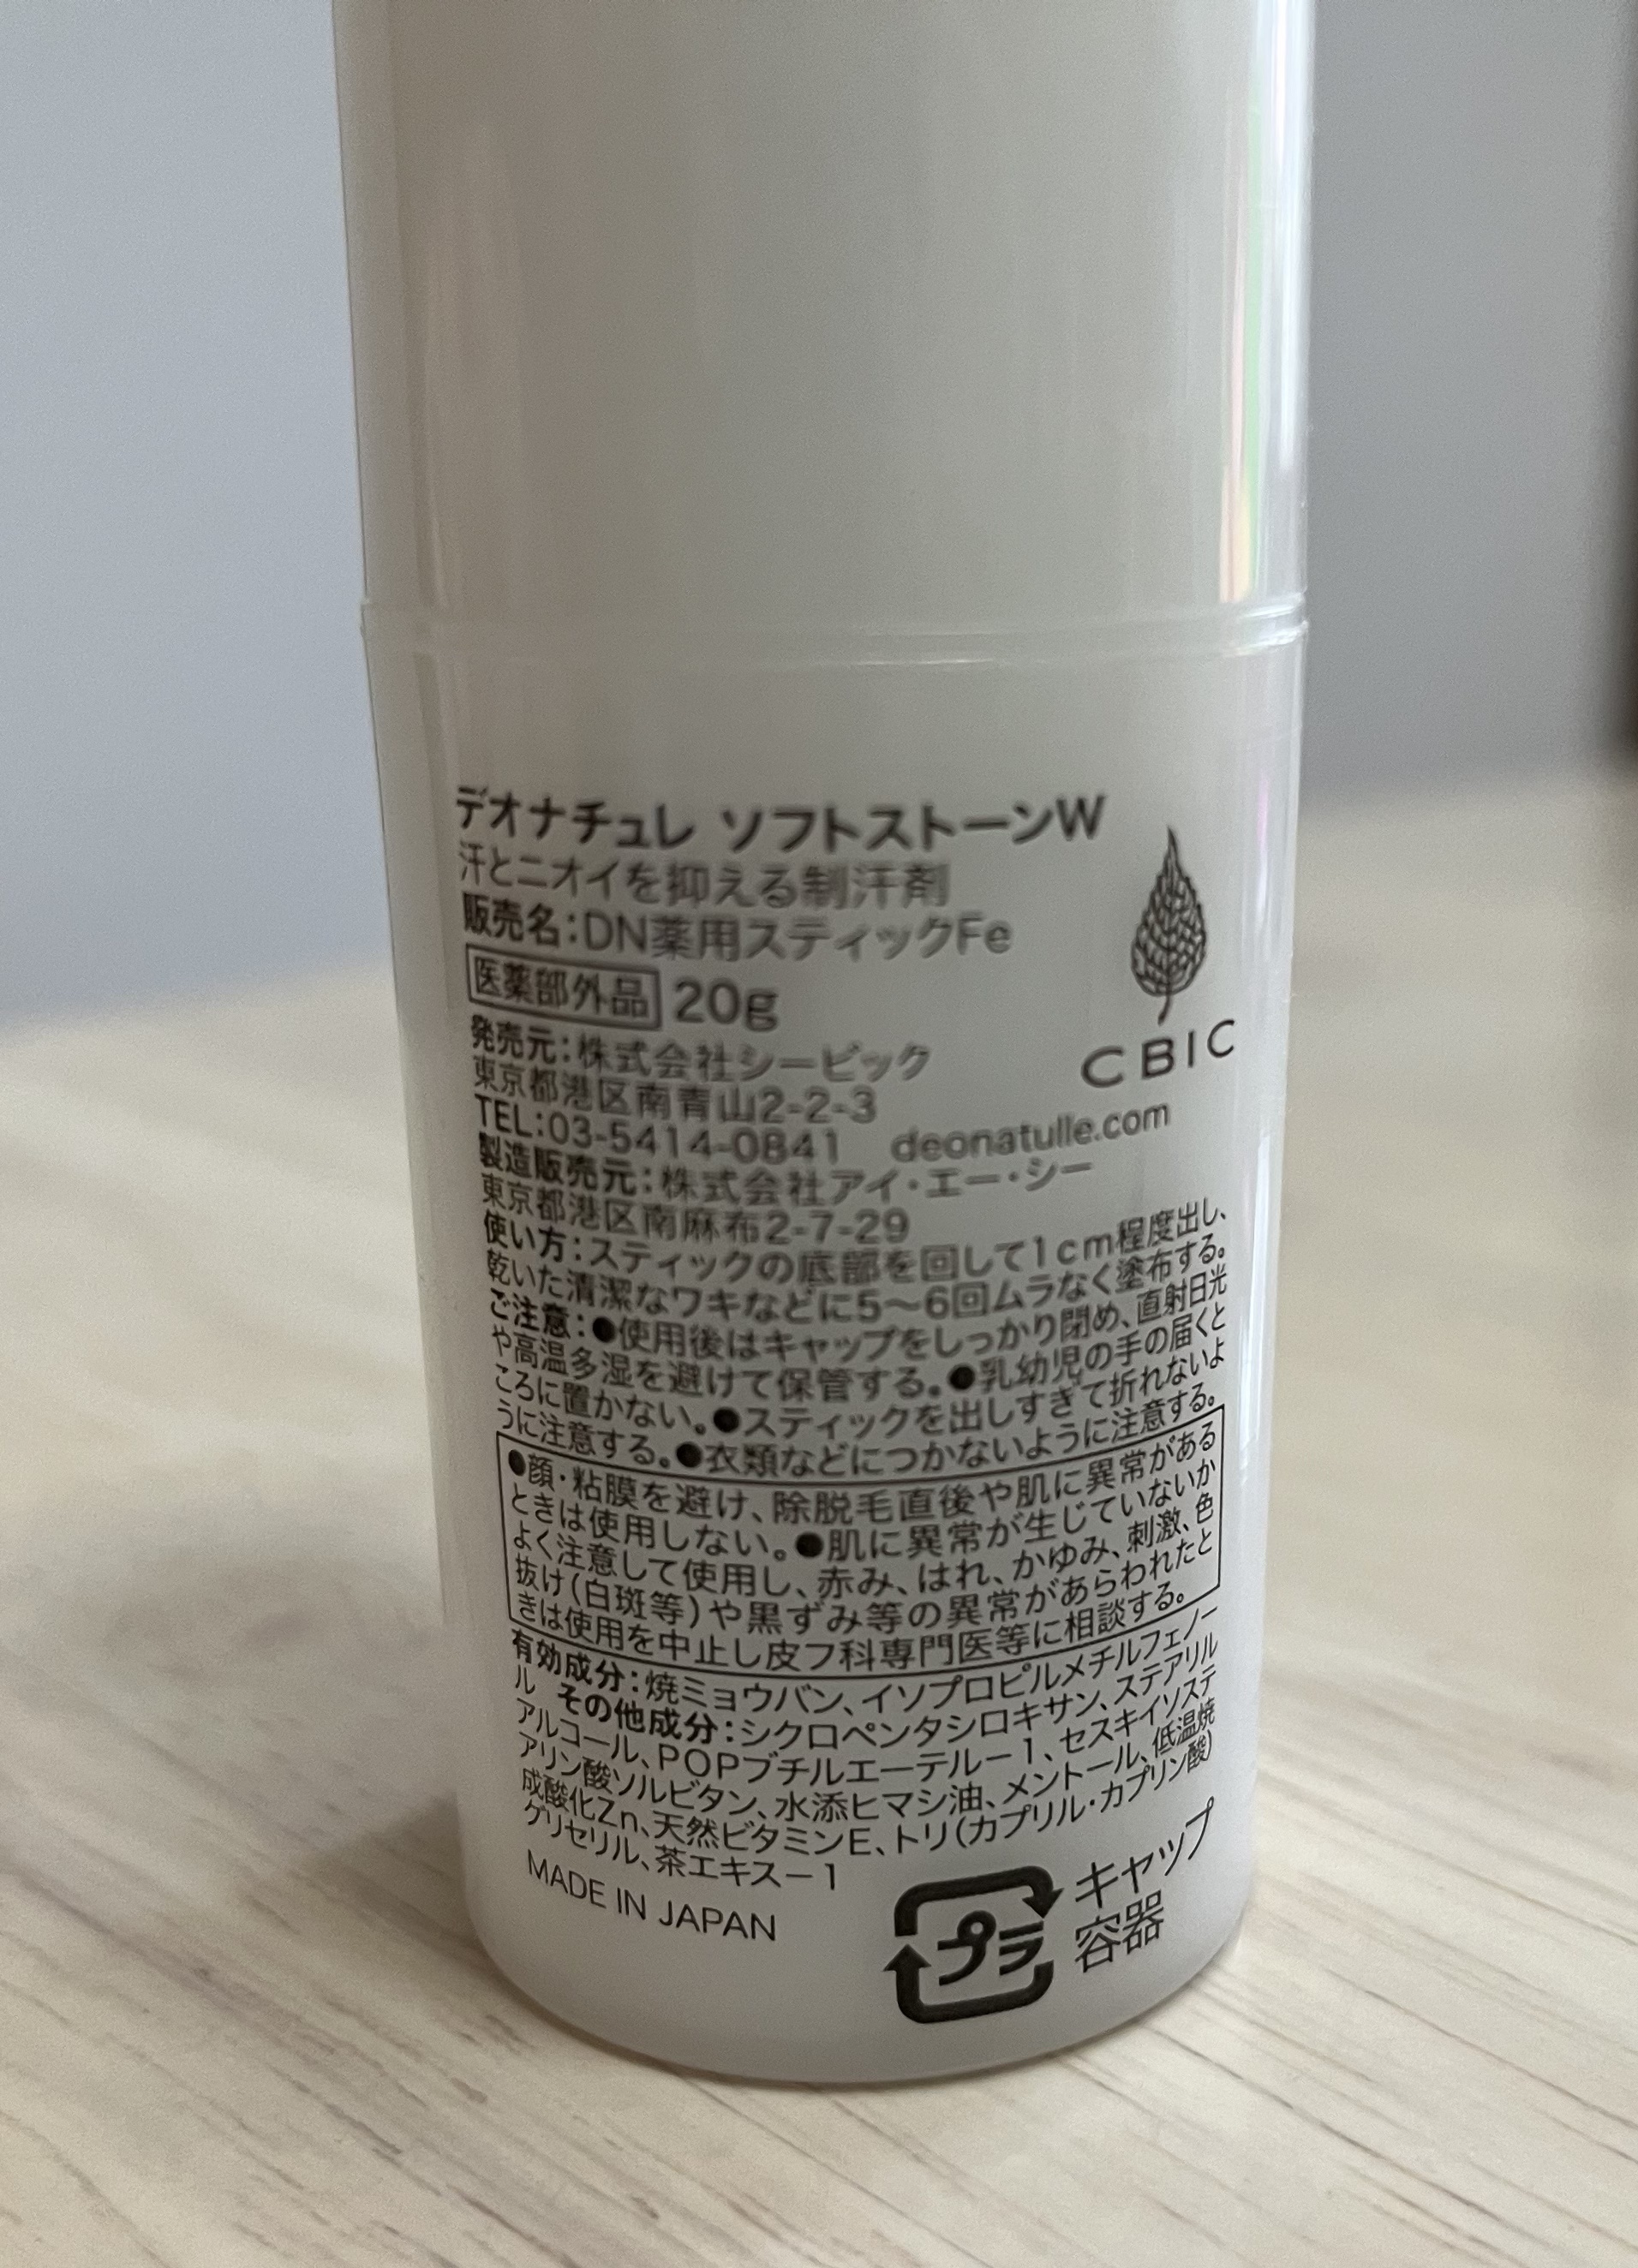 デオナチュレ ソフトストーンW
汗とニオイを抑える制汗剤
販売名：DN薬用スティックFe
医薬部外品 20g
CBIC
発売元：株式会社シービック
東京都港区南青山2-2-3
TEL：03-5414-0841 deonatulle.com
製造販売元：株式会社アイ・エー・シー
東京都港区南麻布2-7-29
使い方：スティックの底部を回して1cm程度出し、
乾いた清潔なワキなどに5〜6回ムラなく塗布する。
ご注意：●使用後はキャップをしっかり閉め、直射日光
や高温多湿を避けて保管する。●乳幼児の手の届くと
ころに置かない。●スティックを出しすぎて折れないよ
うに注意する。●衣類などにつかないように注意する。
●顔・粘膜を避け、除脱毛直後や肌に異常がある
ときは使用しない。●肌に異常が生じていないか
よく注意して使用し、赤み、はれ、かゆみ、刺激、色
抜け(白斑等)や黒ずみ等の異常があらわれたと
きは使用を中止し皮フ科専門医等に相談する。
有効成分：焼ミョウバン、イソプロピルメチルフェノー
ル その他成分：シクロペンタシロキサン、ステアリル
アルコール、POPブチルエーテルー1、セスキイソステ
アリン酸ソルビタン、水添ヒマシ油、メントール、低温焼
成酸化Zn、天然ビタミンE、トリ(カプリル・カプリン酸)
グリセリル、茶エキスー1
MADE IN JAPAN
プラ
キャップ
容器